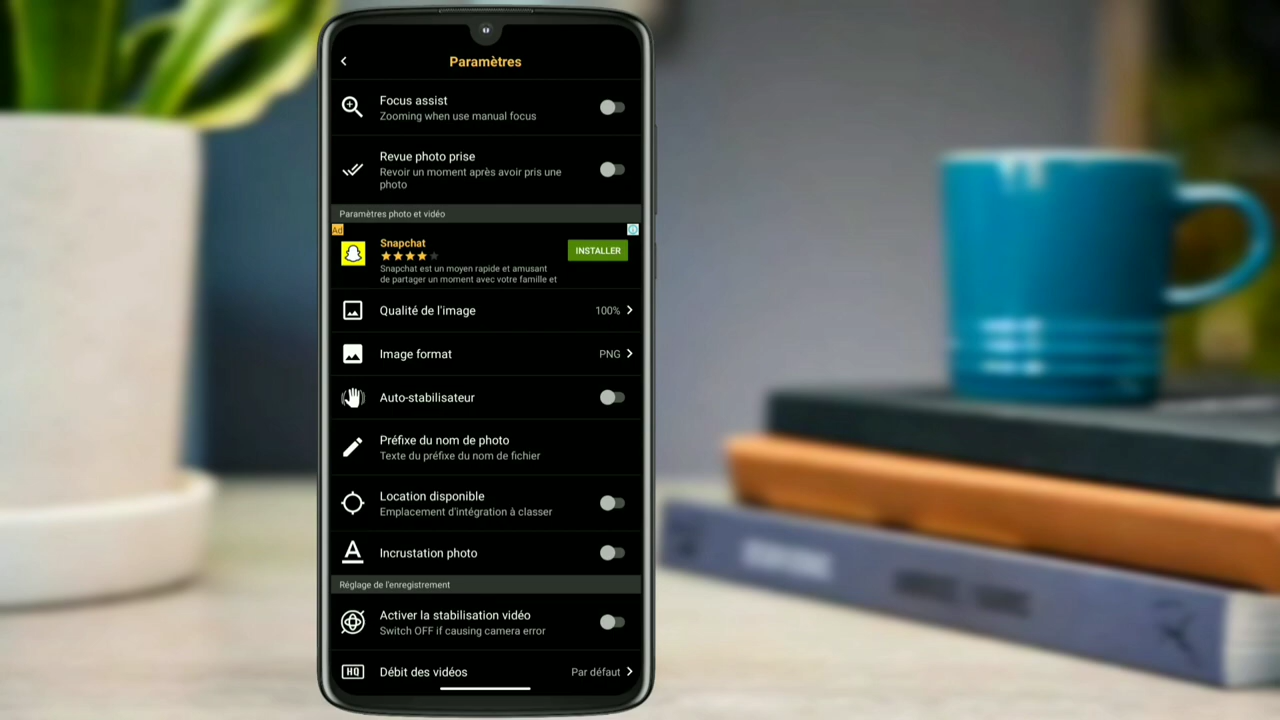 Paramètres
Focus assist
Zooming when use manual focus
Revue photo prise
Revoir un moment après avoir pris une
photo
Paramètres photo et vidéo
Ad
Snapchat
INSTALLER
Snapchat est un moyen rapide et amusant
de partager un moment avec votre famille et
Qualité de l'image
100%
Image format
PNG
Auto-stabilisateur
Préfixe du nom de photo
Texte du préfixe du nom de fichier
Location disponible
Emplacement d'intégration à classer
A
Incrustation photo
Réglage de l'enregistrement
Activer la stabilisation vidéo
Switch OFF if causing camera error
HQ
Débit des vidéos
Par défaut